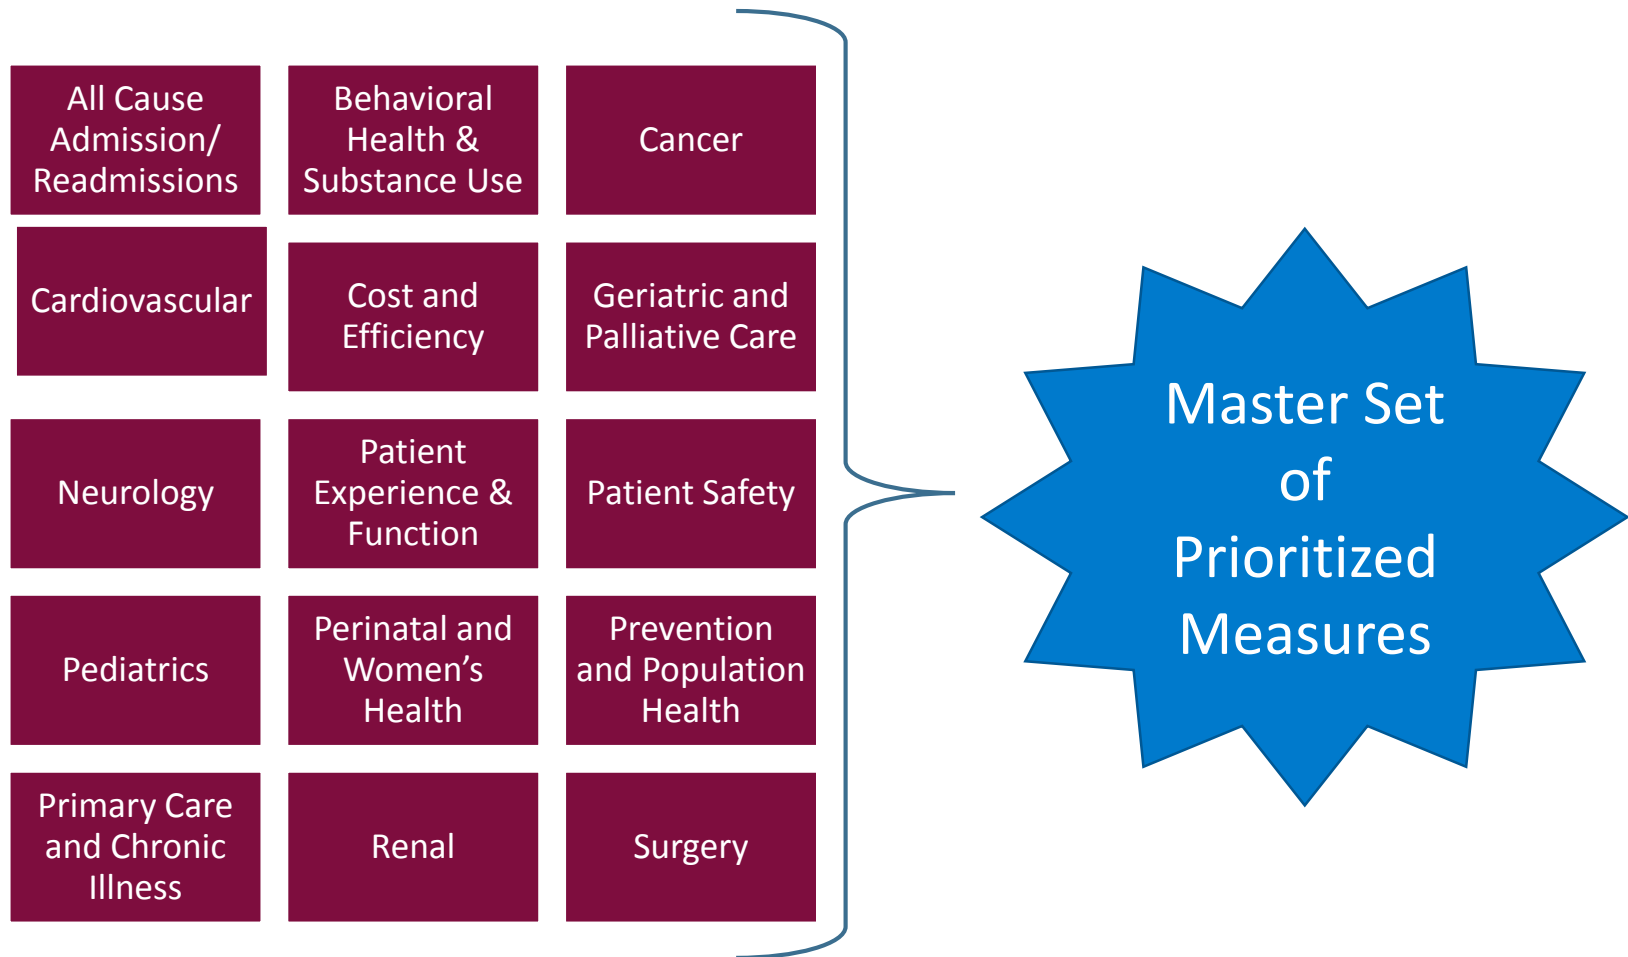 All Cause
Admission/
Readmissions
Behavioral
Health &
Substance Use
Cancer
Cardiovascular
Cost and
Efficiency
Geriatric and
Palliative Care
Neurology
Patient
Experience &
Function
Patient Safety
Pediatrics
Perinatal and
Women’s
Health
Prevention
and Population
Health
Primary Care
and Chronic
Illness
Renal
Surgery
Master Set
of
Prioritized
Measures